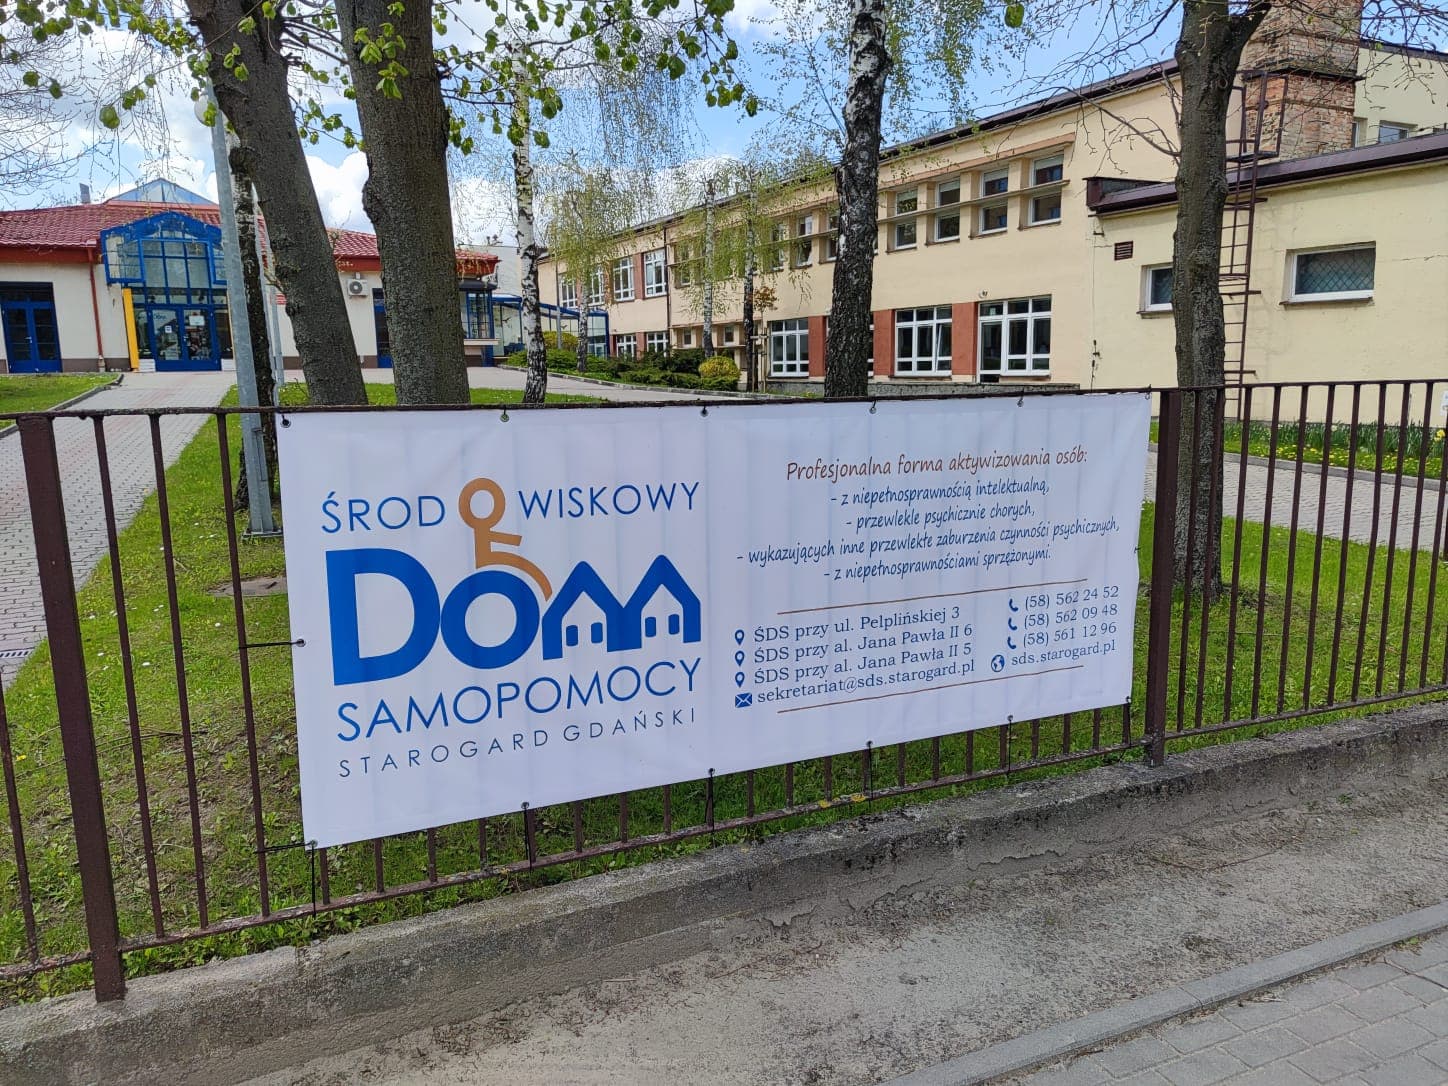 ŚRODOWISKOWY
DOM
SAMOPOMOCY
STAROGARD GDAŃSKI
Profesjonalna forma aktywizowania osób:
- z niepełnosprawnością intelektualną,
- przewlekle psychicznie chorych,
- wykazujących inne przewlekłe zaburzenia czynności psychicznych,
- z niepełnosprawnościami sprzężonymi.
ŚDS przy ul. Pelplińskiej 3 (58) 562 24 52
ŚDS przy al. Jana Pawła II 6 (58) 562 09 48
ŚDS przy al. Jana Pawła II 5 (58) 561 12 96
sekretariat@sds.starogard.pl sds.starogard.pl